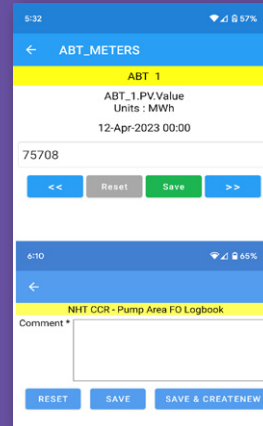 5:32 57%
← ABT_METERS
ABT 1
ABT_1.PV.Value
Units : MWh
12-Apr-2023 00:00
75708
<< Reset Save >>
6:10 65%
←
NHT CCR - Pump Area FO Logbook
Comment *
RESET SAVE SAVE & CREATENEW